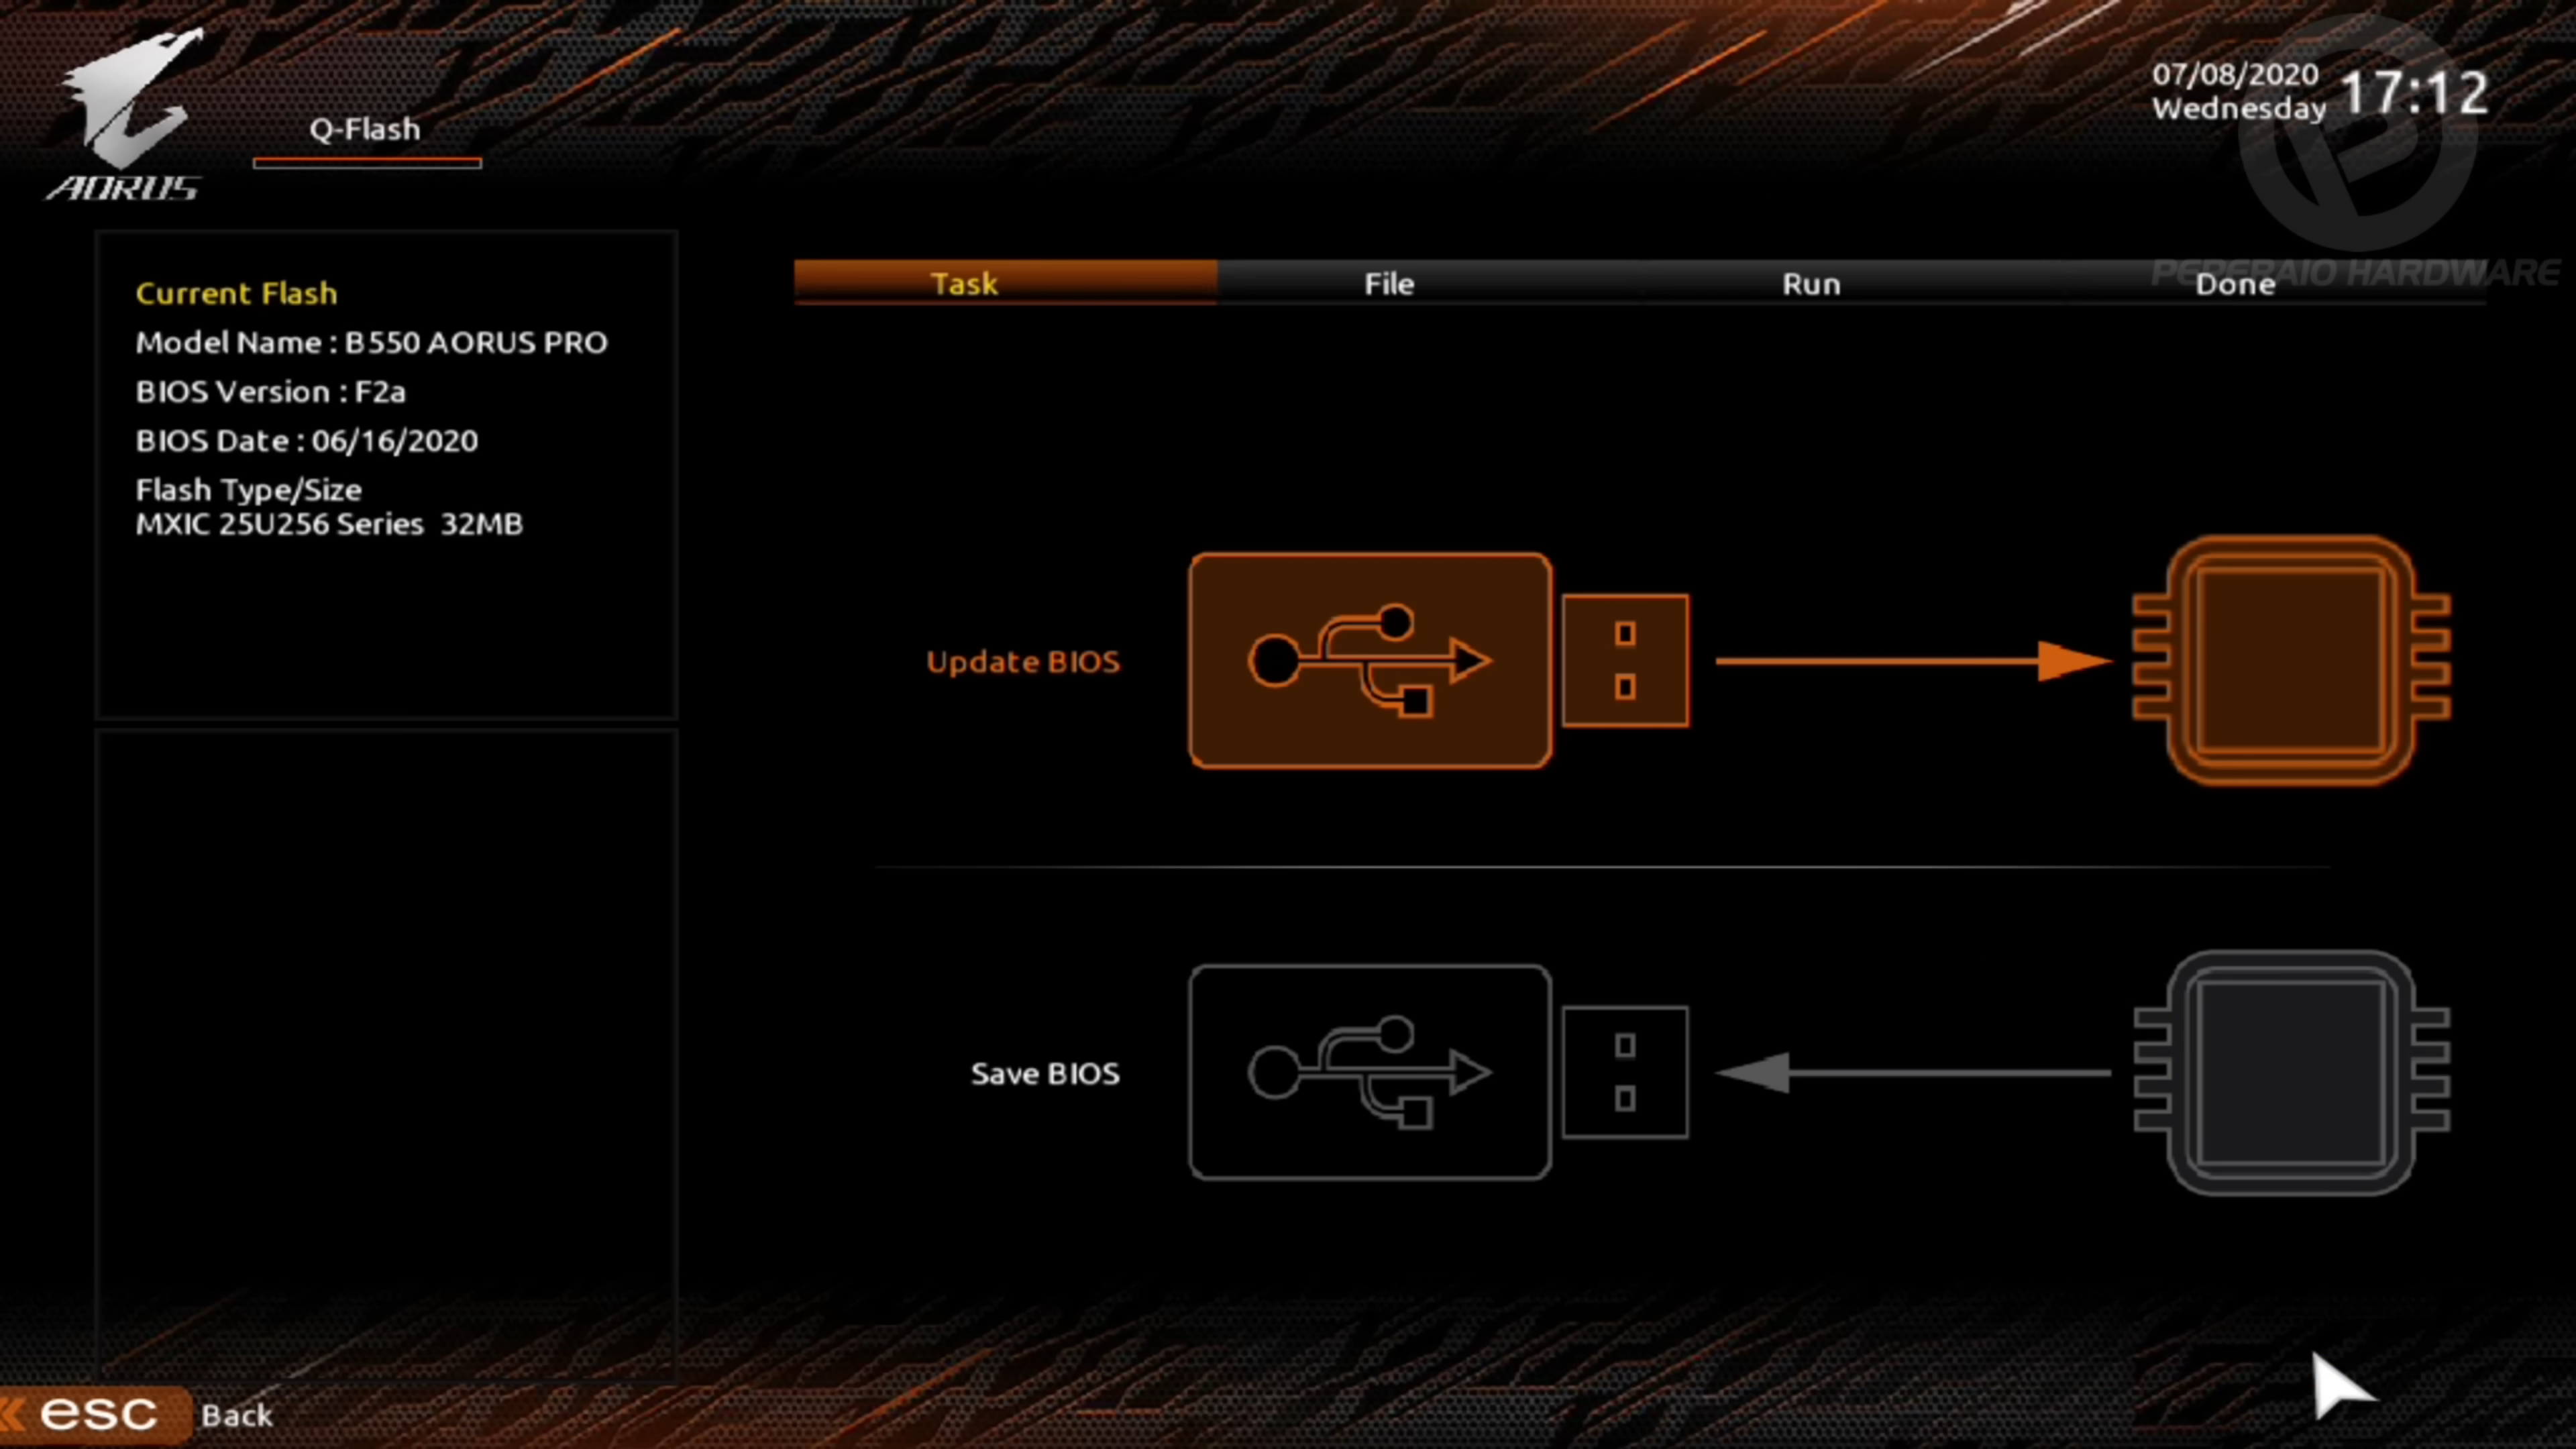 07/08/2020
Wednesday
17:12
Q-Flash
AORUS
PEPERAIO HARDWARE
Task
File
Run
Done
Current Flash
Model Name : B550 AORUS PRO
BIOS Version : F2a
BIOS Date : 06/16/2020
Flash Type/Size
MXIC 25U256 Series 32MB
Update BIOS
Save BIOS
esc
Back